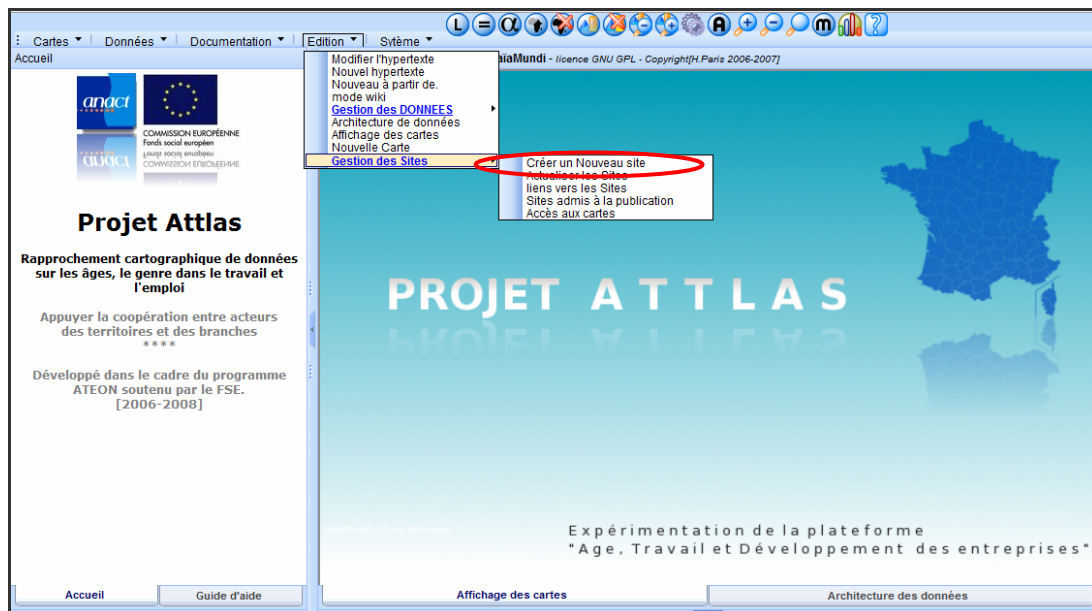 L = α A m ?
Cartes Données Documentation Edition Sytème
Accueil
aïaMundi - licence GNU GPL - Copyright[H.Paris 2006-2007]
Modifier l'hypertexte
Nouvel hypertexte
Nouveau à partir de.
mode wiki
Gestion des DONNEES
Architecture de données
Affichage des cartes
Nouvelle Carte
Gestion des Sites
Créer un Nouveau site
Actualiser les Sites
liens vers les Sites
Sites admis à la publication
Accès aux cartes
anact
COMMISSION EUROPÉENNE
Fonds social européen
Projet Attlas
Rapprochement cartographique de données
sur les âges, le genre dans le travail et
l'emploi
Appuyer la coopération entre acteurs
des territoires et des branches
****
Développé dans le cadre du programme
ATEON soutenu par le FSE.
[2006-2008]
PROJET ATTLAS
Expérimentation de la plateforme
"Age, Travail et Développement des entreprises"
Accueil Guide d'aide Affichage des cartes Architecture des données